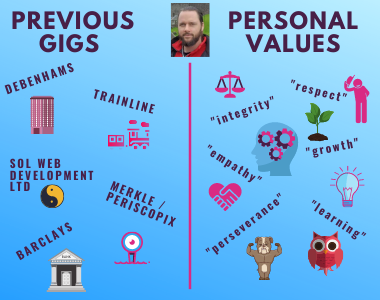 PREVIOUS
GIGS
DEBENHAMS
TRAINLINE
SOL WEB
DEVELOPMENT
LTD
MERKLE /
PERISCOPIX
BARCLAYS
BANK
PERSONAL
VALUES
"respect"
"integrity"
"growth"
"empathy"
"learning"
"perseverance"